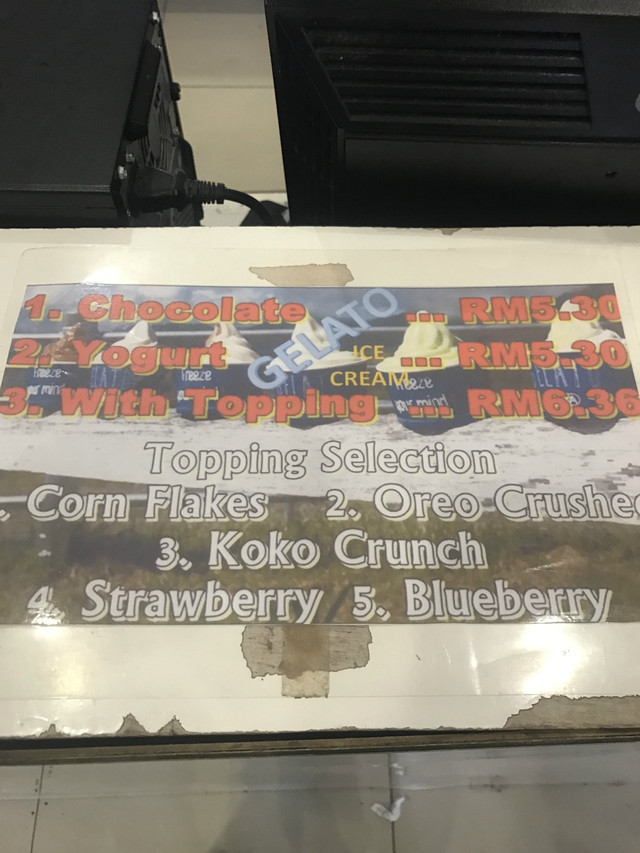 1. Chocolate ... RM5.30
GELATO
2. Yogurt ... RM5.30
ICE
CREAM
3. With Topping ... RM6.36
Topping Selection
. Corn Flakes 2. Oreo Crushe
3. Koko Crunch
4. Strawberry 5. Blueberry